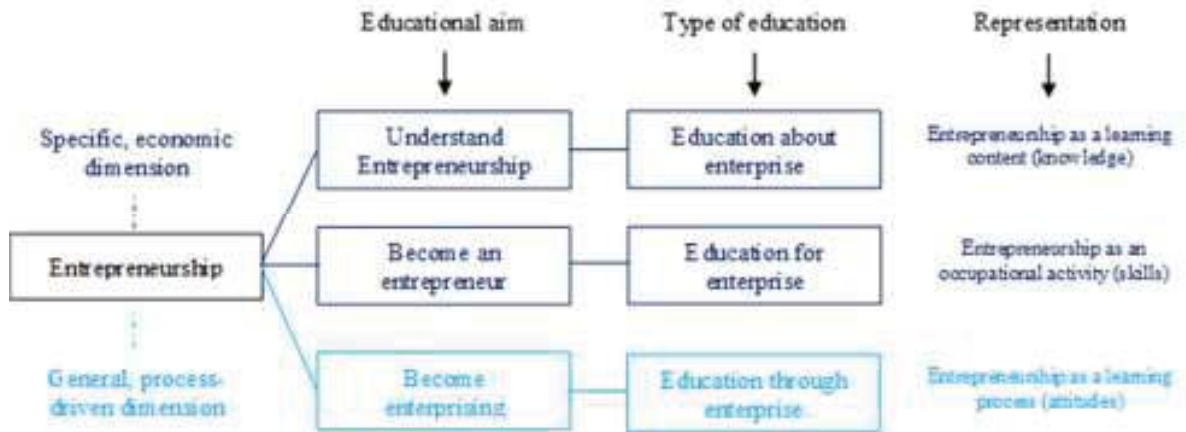 Educational aim
Type of education
Representation
Specific, economic
dimension
Understand
Entrepreneurship
Education about
enterprise
Entrepreneurship as a learning
content (knowledge)
Entrepreneurship
Become an
entrepreneur
Education for
enterprise
Entrepreneurship as an
occupational activity (skills)
General, process-
driven dimension
Become
enterprising
Education through
enterprise
Entrepreneurship as a learning
process (attitudes)